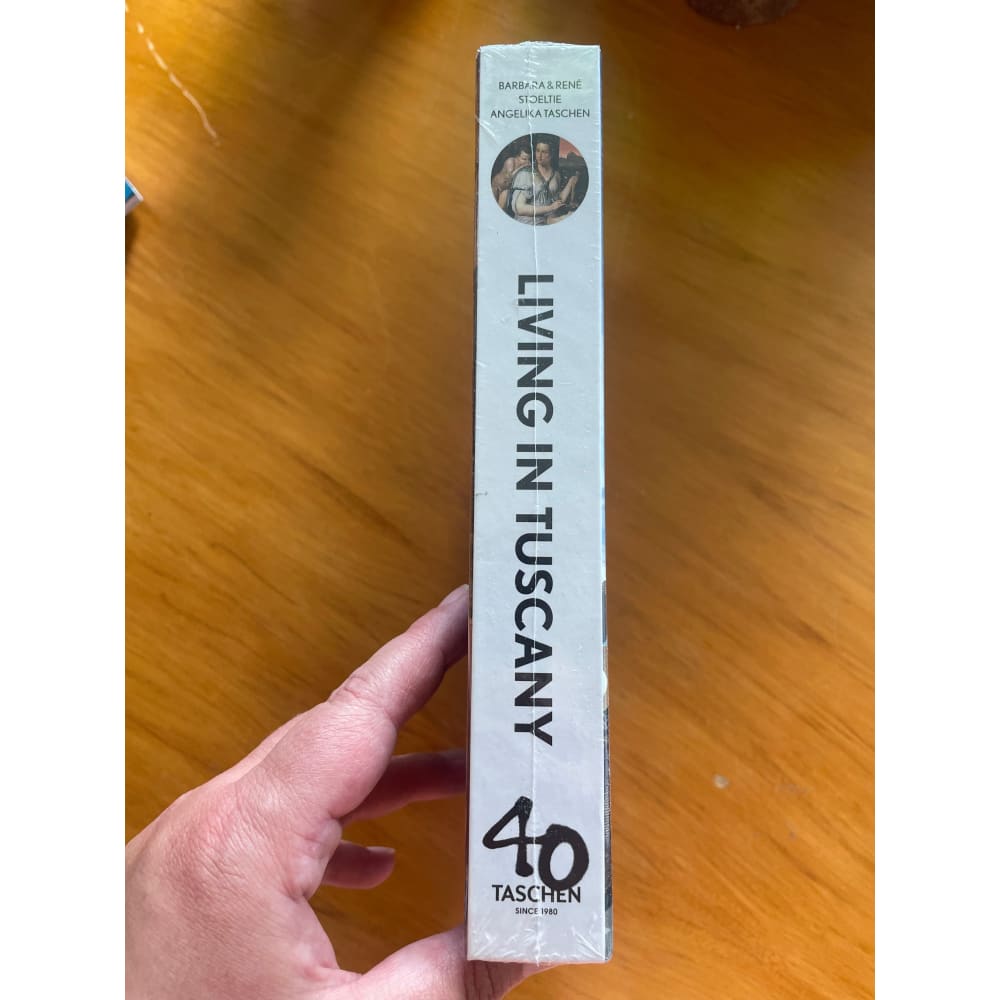 BARBARA & RENÉ
STOELTIE
ANGELIKA TASCHEN
LIVING IN TUSCANY
40
TASCHEN
SINCE 1980